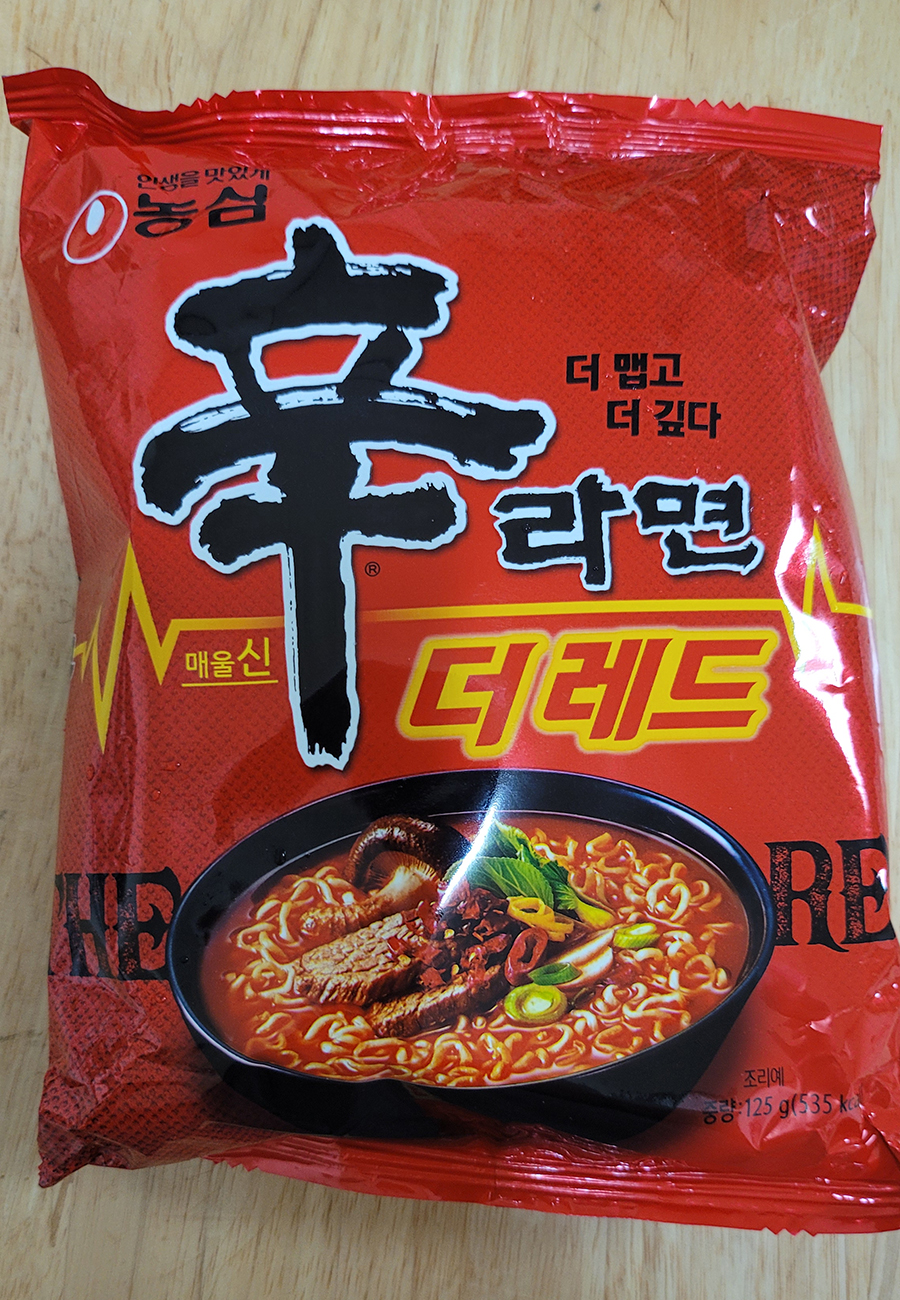 인생을 맛있게
농심
辛
®
더 맵고
더 깊다
라면
매울신
더 레드
THE
RE
조리예
중량:125 g(535 kc